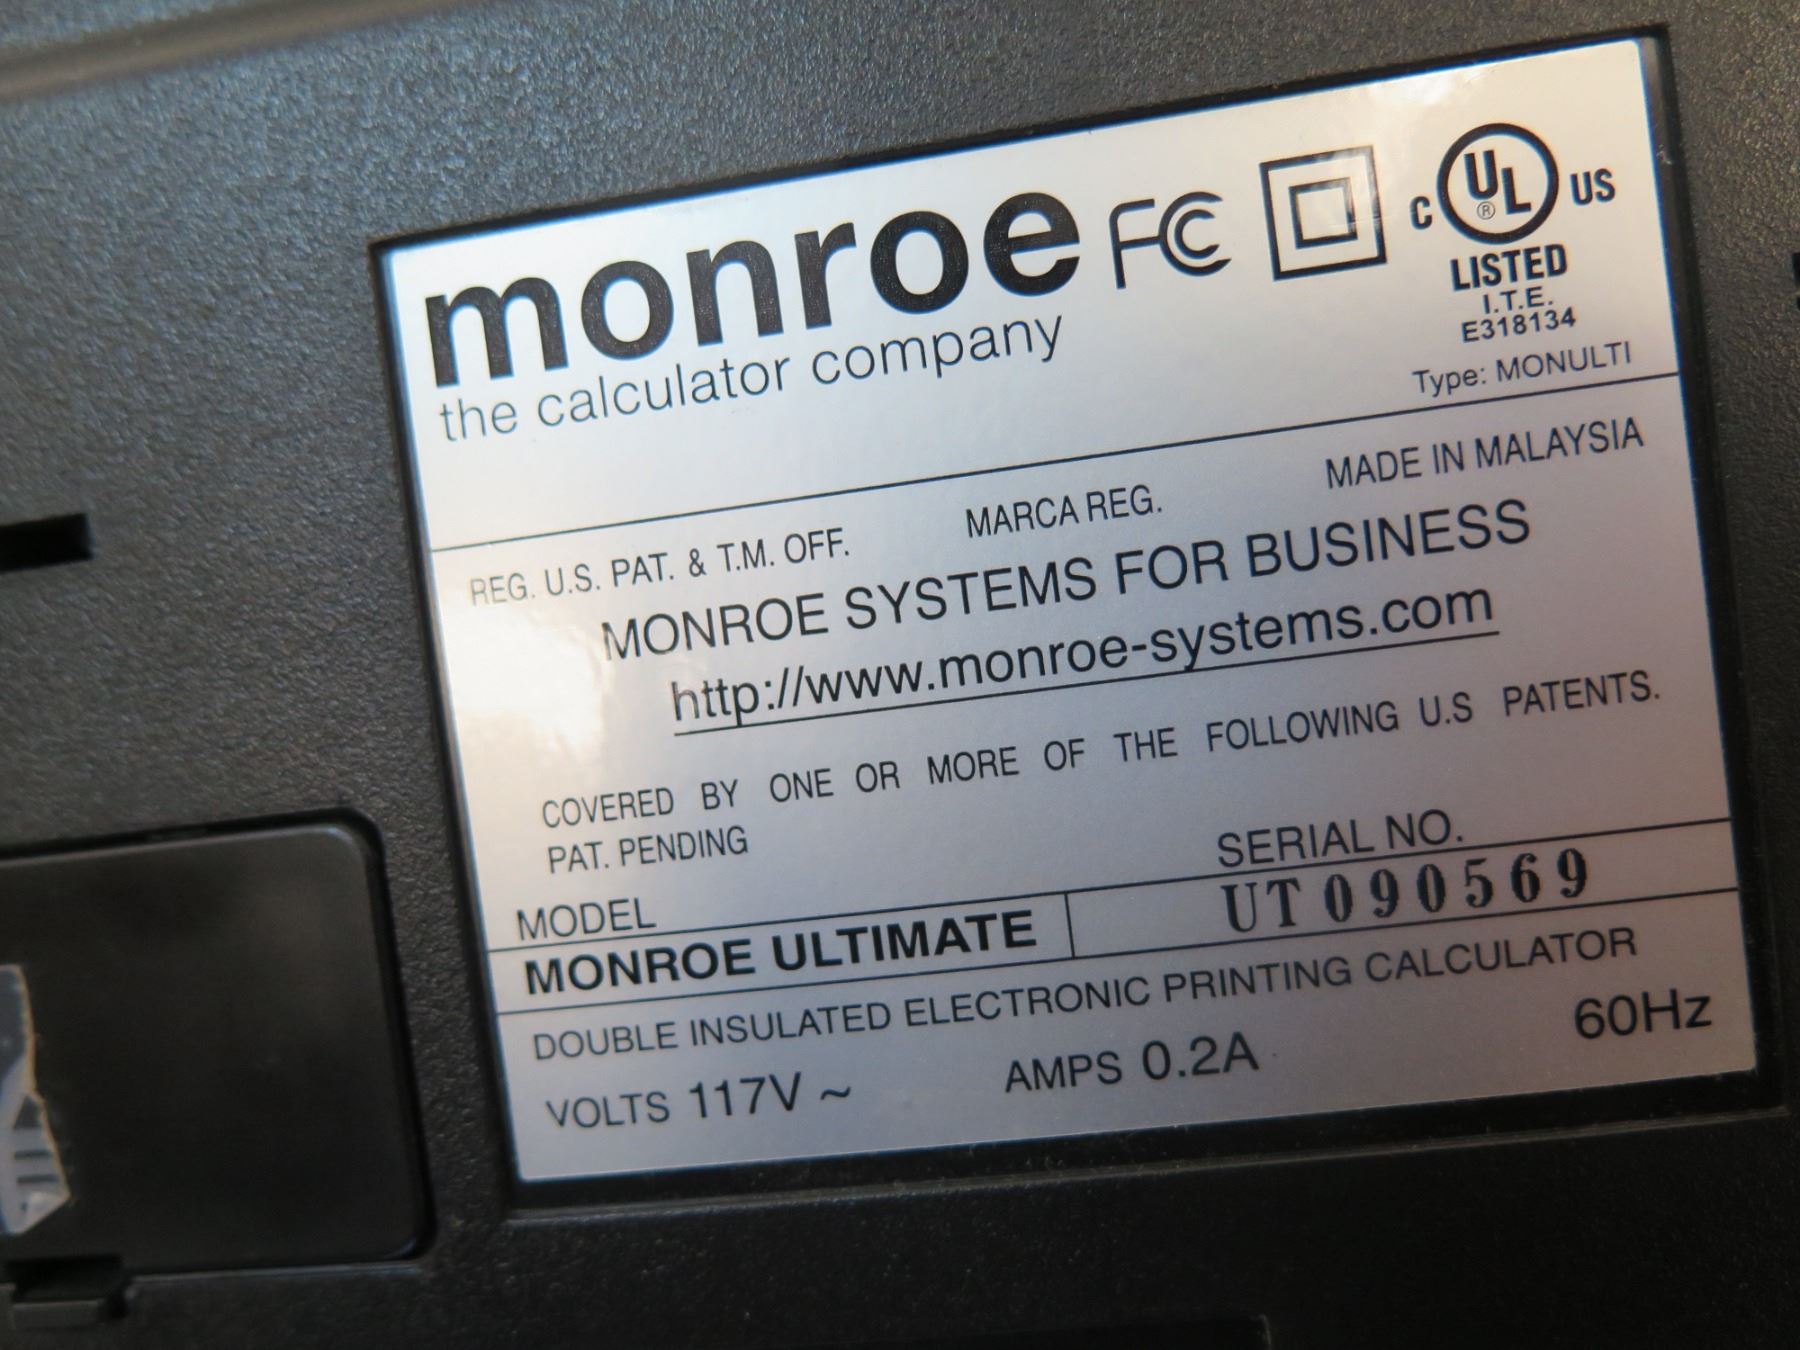 monroe FC C UL ® US
the calculator company
LISTED
I.T.E.
E318134
Type: MONULTI
REG. U.S. PAT. & T.M. OFF. MARCA REG. MADE IN MALAYSIA
MONROE SYSTEMS FOR BUSINESS
http://www.monroe-systems.com
COVERED BY ONE OR MORE OF THE FOLLOWING U.S PATENTS.
PAT. PENDING
MODEL SERIAL NO.
MONROE ULTIMATE UT 090569
DOUBLE INSULATED ELECTRONIC PRINTING CALCULATOR
VOLTS 117V ~ AMPS 0.2A 60Hz